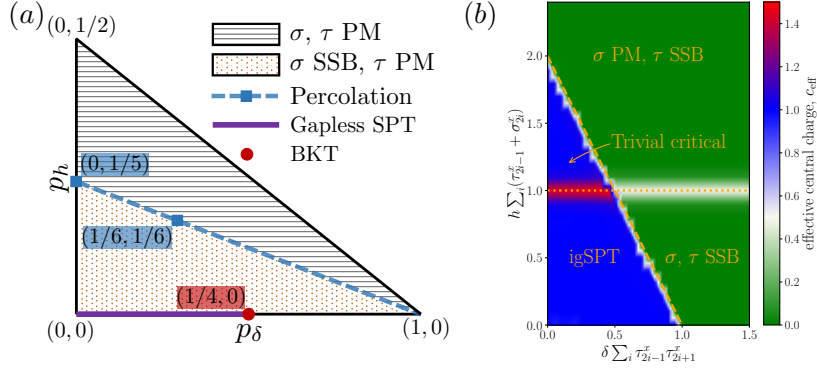 (a)
(0, 1/2)
σ, τ PM
σ SSB, τ PM
Percolation
Gapless SPT
BKT
p_h
(0, 1/5)
(1/6, 1/6)
(1/4, 0)
(0, 0)
p_δ
(1, 0)
(b)
σ PM, τ SSB
Trivial critical
igSPT
σ, τ SSB
h ∑_i (τ^x_{2i−1} + σ^x_{2i})
2.0
1.5
1.0
0.5
0.0
0.0
0.5
1.0
1.5
δ ∑_i τ^x_{2i−1} τ^x_{2i+1}
1.4
1.2
1.0
0.8
0.6
0.4
0.2
0.0
effective central charge, c_eff